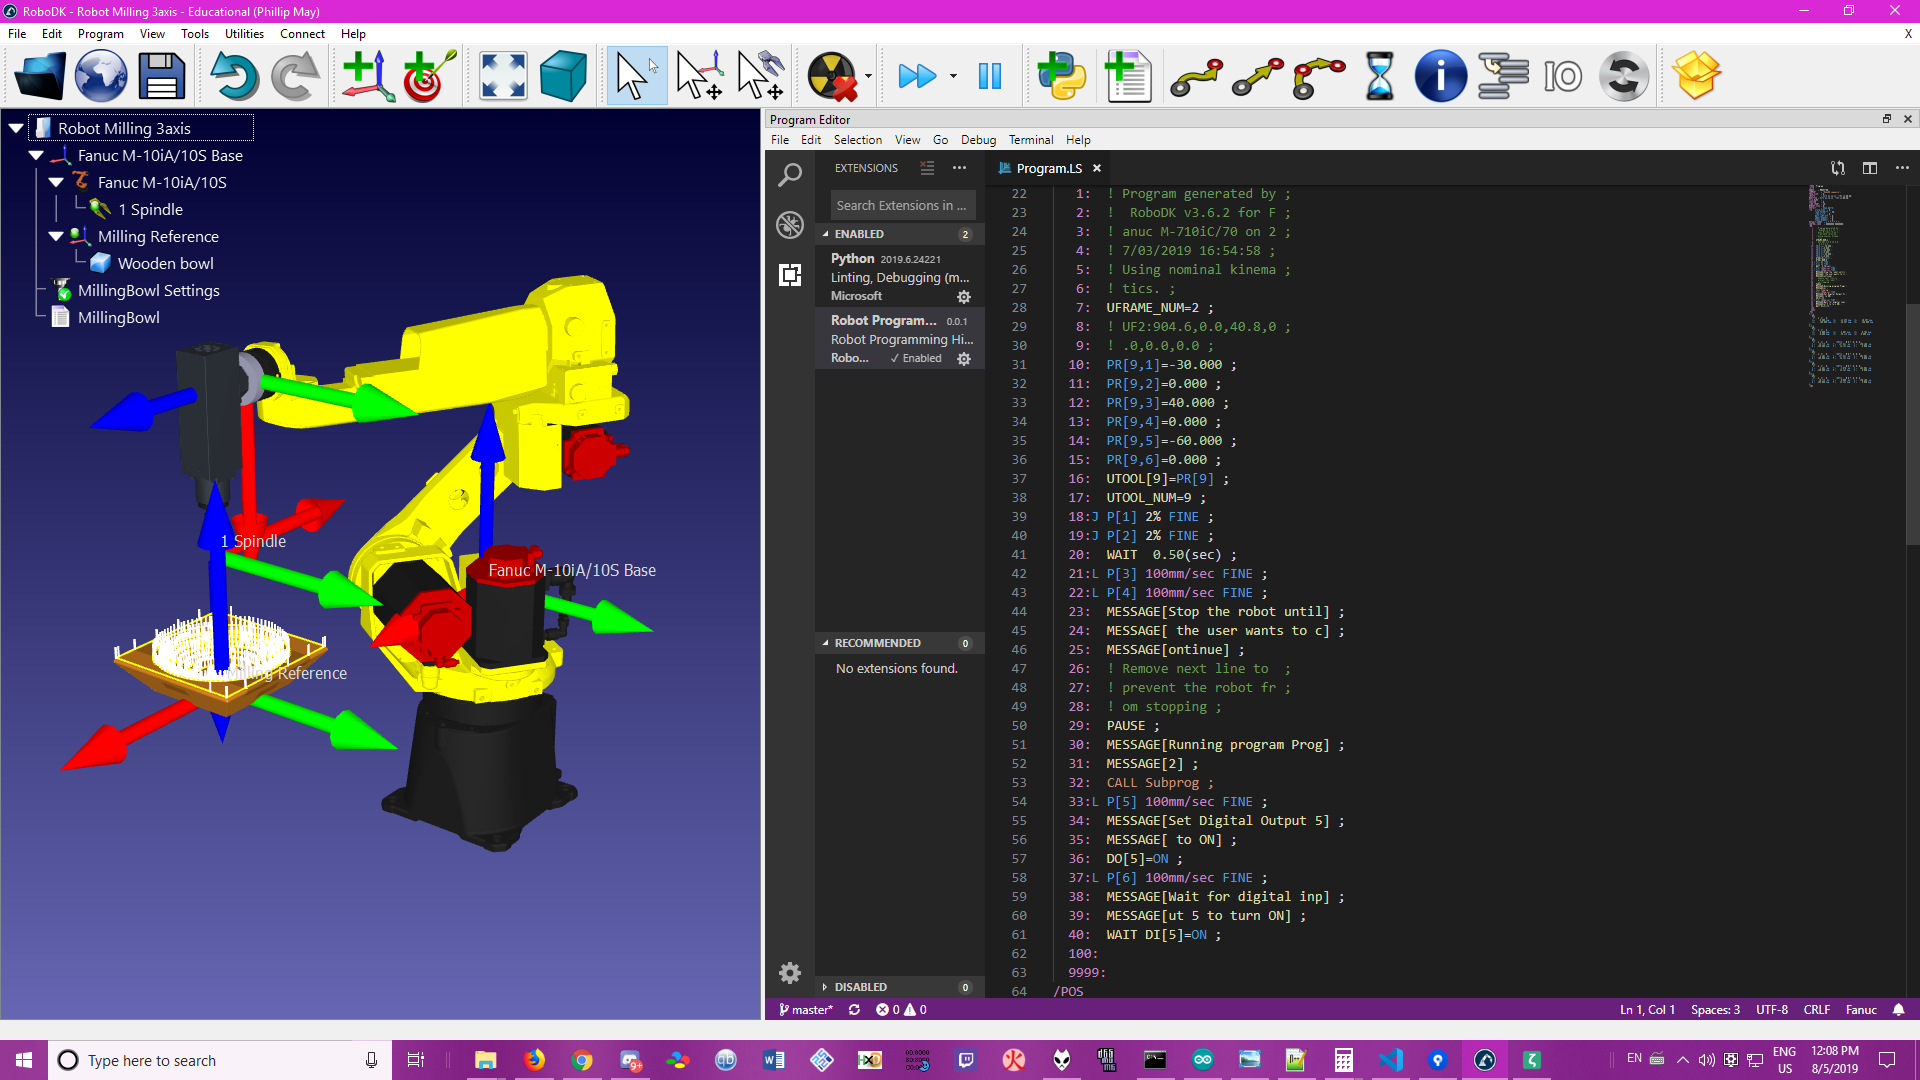 RoboDK - Robot Milling 3axis - Educational (Phillip May)
File Edit Program View Tools Utilities Connect Help X
Robot Milling 3axis
Fanuc M-10iA/10S Base
Fanuc M-10iA/10S
1 Spindle
Milling Reference
Wooden bowl
MillingBowl Settings
MillingBowl
1 Spindle
Fanuc M-10iA/10S Base
Milling Reference
IO
Program Editor
File Edit Selection View Go Debug Terminal Help
EXTENSIONS
Search Extensions in ...
ENABLED 2
Python 2019.6.24221
Linting, Debugging (m...
Microsoft
Robot Program... 0.0.1
Robot Programming Hi...
Robo... ✓ Enabled
RECOMMENDED 0
No extensions found.
DISABLED 0
Program.LS
22 1: ! Program generated by ;
23 2: !  RoboDK v3.6.2 for F ;
24 3: ! anuc M-710iC/70 on 2 ;
25 4: ! 7/03/2019 16:54:58 ;
26 5: ! Using nominal kinema ;
27 6: ! tics. ;
28 7: UFRAME_NUM=2 ;
29 8: ! UF2:904.6,0.0,40.8,0 ;
30 9: ! .0,0.0,0.0 ;
31 10: PR[9,1]=-30.000 ;
32 11: PR[9,2]=0.000 ;
33 12: PR[9,3]=40.000 ;
34 13: PR[9,4]=0.000 ;
35 14: PR[9,5]=-60.000 ;
36 15: PR[9,6]=0.000 ;
37 16: UTOOL[9]=PR[9] ;
38 17: UTOOL_NUM=9 ;
39 18:J P[1] 2% FINE ;
40 19:J P[2] 2% FINE ;
41 20: WAIT  0.50(sec) ;
42 21:L P[3] 100mm/sec FINE ;
43 22:L P[4] 100mm/sec FINE ;
44 23: MESSAGE[Stop the robot until] ;
45 24: MESSAGE[ the user wants to c] ;
46 25: MESSAGE[ontinue] ;
47 26: ! Remove next line to  ;
48 27: ! prevent the robot fr ;
49 28: ! om stopping ;
50 29: PAUSE ;
51 30: MESSAGE[Running program Prog] ;
52 31: MESSAGE[2] ;
53 32: CALL Subprog ;
54 33:L P[5] 100mm/sec FINE ;
55 34: MESSAGE[Set Digital Output 5] ;
56 35: MESSAGE[ to ON] ;
57 36: DO[5]=ON ;
58 37:L P[6] 100mm/sec FINE ;
59 38: MESSAGE[Wait for digital inp] ;
60 39: MESSAGE[ut 5 to turn ON] ;
61 40: WAIT DI[5]=ON ;
62 100:
63 9999:
64 /POS
master* 0 0
Ln 1, Col 1 Spaces: 3 UTF-8 CRLF Fanuc
Type here to search
EN
ENG
US
12:08 PM
8/5/2019